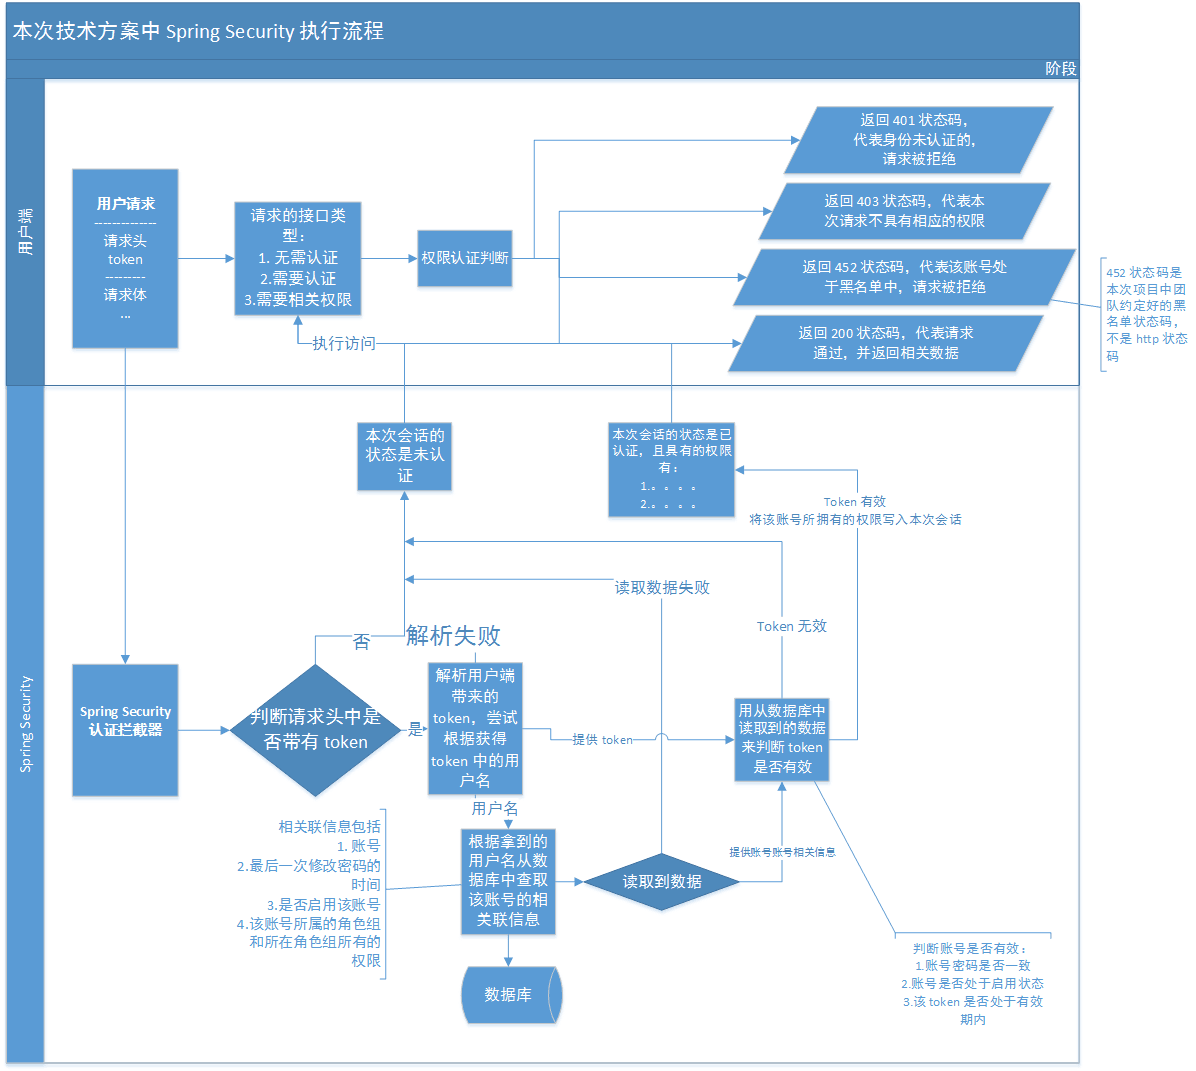 本次技术方案中 Spring Security 执行流程
阶段
用户端
用户请求
--------------
请求头
token
---------
请求体
...
请求的接口类
型：
1. 无需认证
2.需要认证
3.需要相关权限
权限认证判断
返回 401 状态码，
代表身份未认证的，
请求被拒绝
返回 403 状态码，代表本
次请求不具有相应的权限
返回 452 状态码，代表该账号处
于黑名单中，请求被拒绝
返回 200 状态码，代表请求
通过，并返回相关数据
452 状态码是
本次项目中团
队约定好的黑
名单状态码，
不是 http 状态
码
执行访问
Spring Security
本次会话的
状态是未认
证
本次会话的状态是已
认证，且具有的权限
有：
1.。。。。
2.。。。。
Token 有效
将该账号所拥有的权限写入本次会话
读取数据失败
Token 无效
否
解析失败
Spring Security
认证拦截器
判断请求头中是
否带有 token
是
解析用户端
带来的
token，尝试
根据获得
token 中的用
户名
提供 token
用从数据库中
读取到的数据
来判断 token
是否有效
用户名
相关联信息包括
1. 账号
2.最后一次修改密码的
时间
3.是否启用该账号
4.该账号所属的角色组
和所在角色组所有的
权限
根据拿到的
用户名从数
据库中查取
该账号的相
关联信息
读取到数据
提供账号账号相关信息
数据库
判断账号是否有效：
1.账号密码是否一致
2.账号是否处于启用状态
3.该 token 是否处于有效
期内